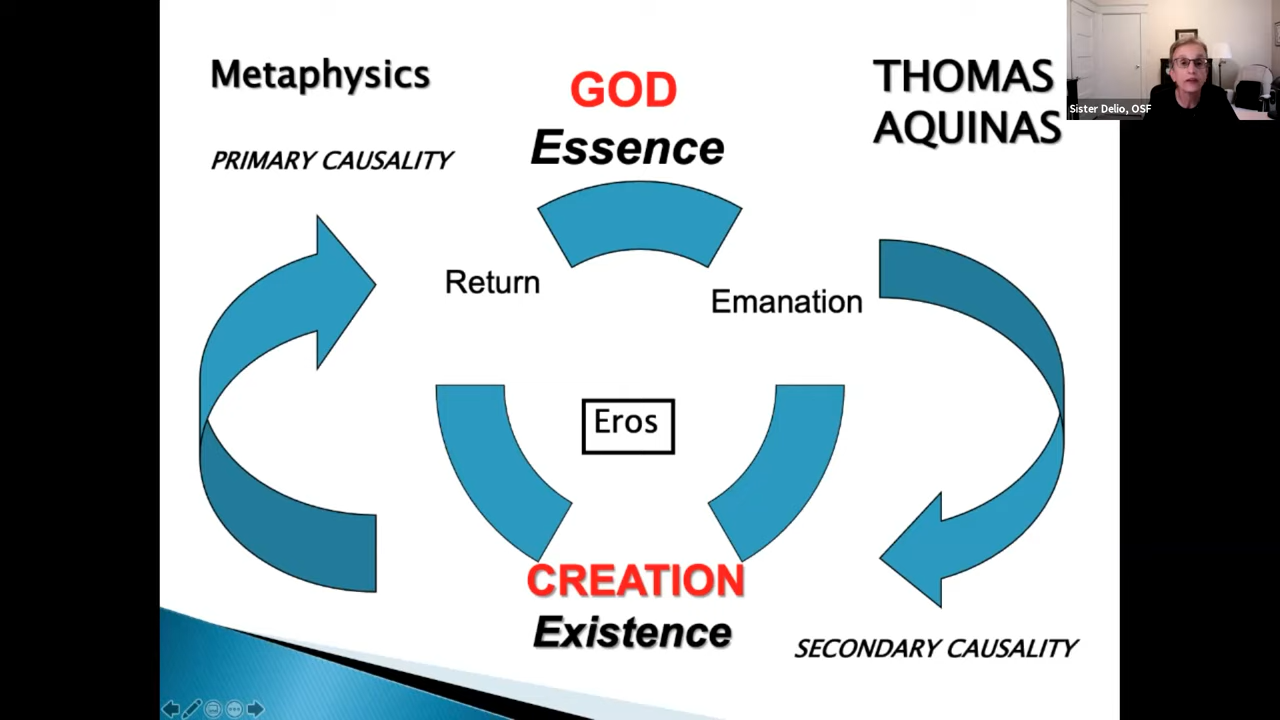 Metaphysics
GOD
THOMAS
AQUINAS
Sister Delio, OSF
Essence
PRIMARY CAUSALITY
Return
Emanation
Eros
CREATION
Existence
SECONDARY CAUSALITY